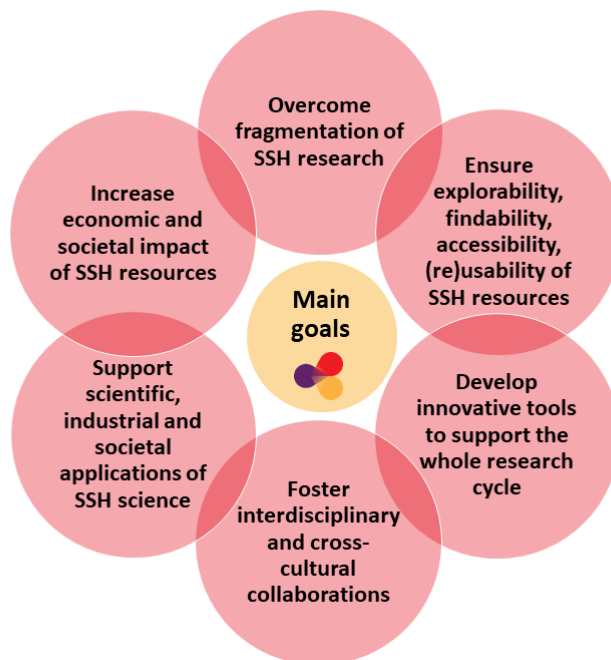 Overcome
fragmentation of
SSH research
Ensure
explorability,
findability,
accessibility,
(re)usability of
SSH resources
Develop
innovative tools
to support the
whole research
cycle
Foster
interdisciplinary
and cross-
cultural
collaborations
Support
scientific,
industrial and
societal
applications of
SSH science
Increase
economic and
societal impact
of SSH resources
Main
goals